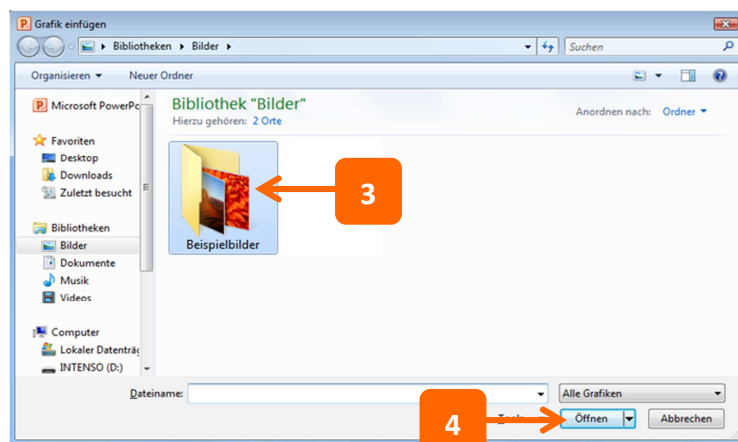 Grafik einfügen
Bibliotheken Bilder
Suchen
Organisieren Neuer Ordner
Microsoft PowerPo
Bibliothek "Bilder"
Hierzu gehören: 2 Orte
Anordnen nach: Ordner
Favoriten
Desktop
Downloads
Zuletzt besucht
Bibliotheken
Bilder
Dokumente
Musik
Videos
Computer
Lokaler Datenträg
INTENSO (D:)
Beispielbilder
3
Dateiname:
Alle Grafiken
4
Öffnen
Abbrechen